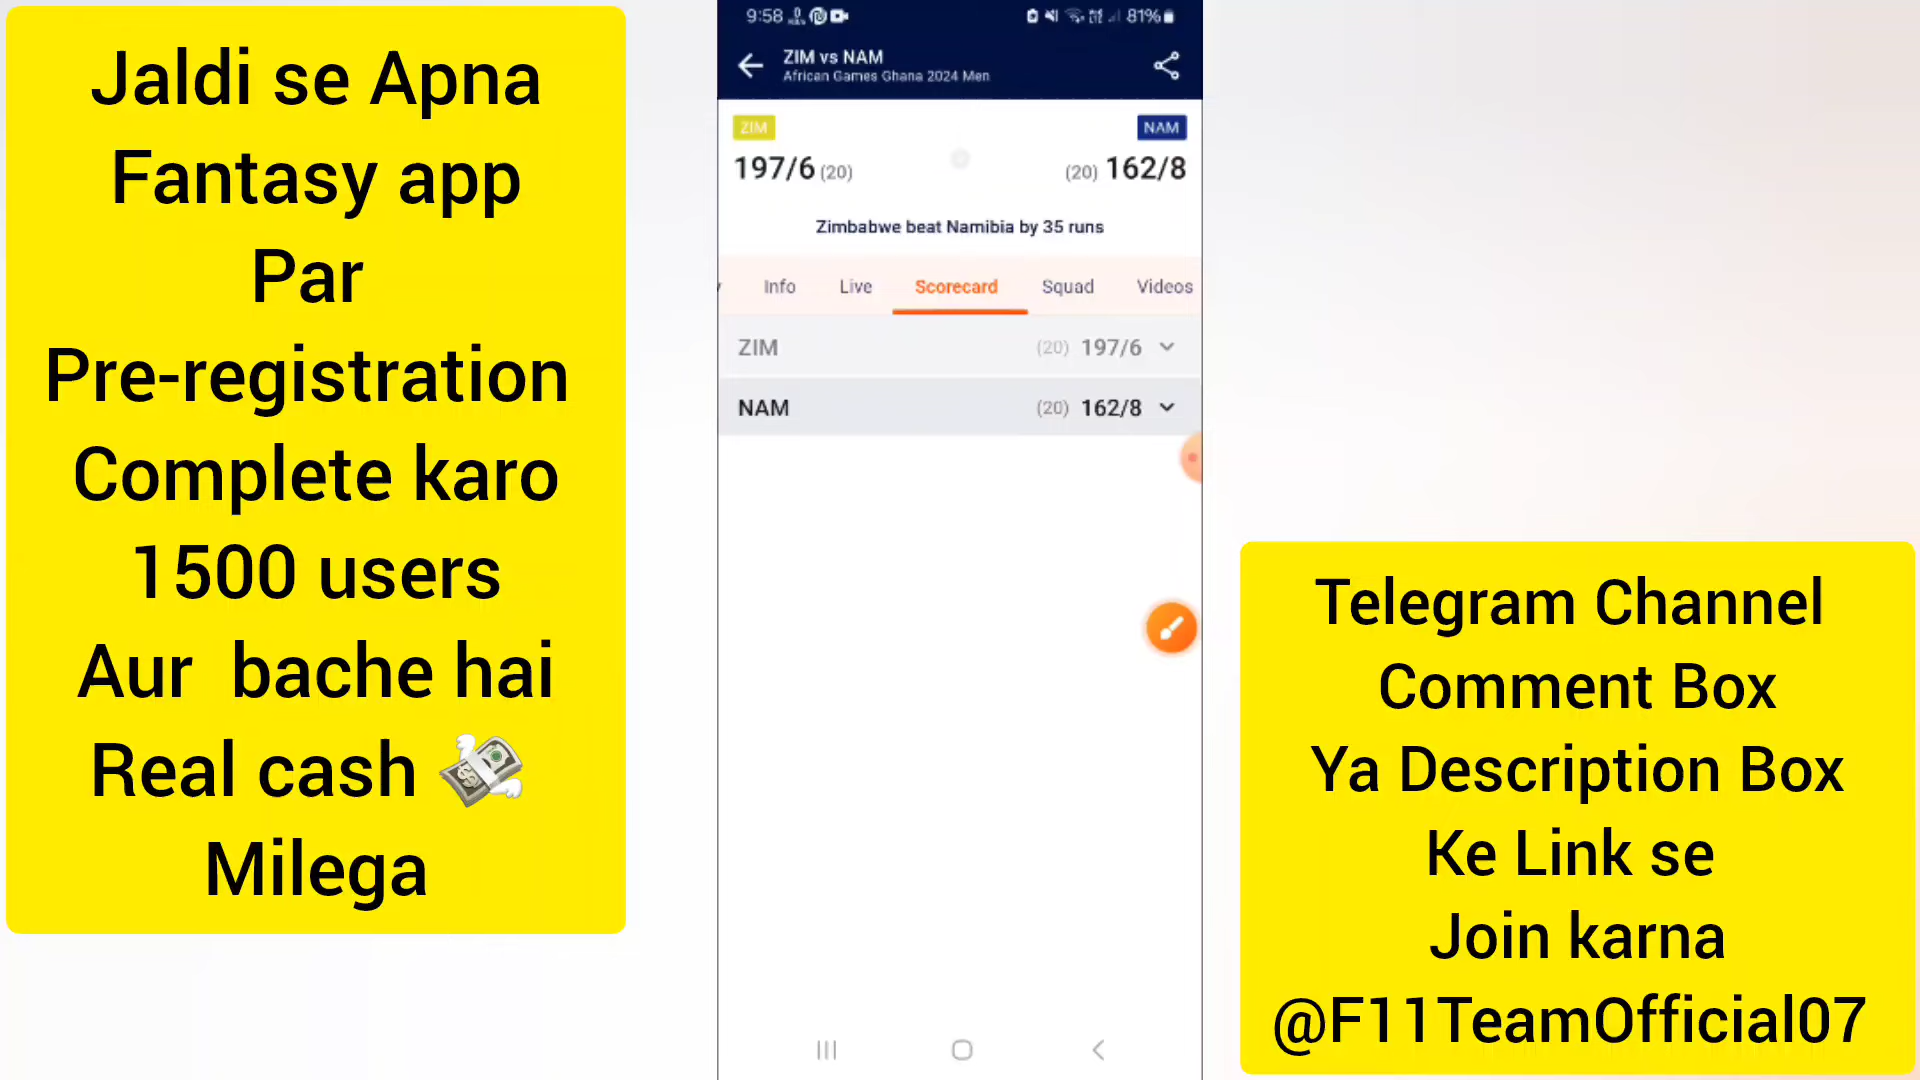 Jaldi se Apna
Fantasy app
Par
Pre-registration
Complete karo
1500 users
Aur bache hai
Real cash
Milega
9:58
81%
ZIM vs NAM
African Games Ghana 2024 Men
ZIM
NAM
197/6 (20)
(20) 162/8
Zimbabwe beat Namibia by 35 runs
Info Live Scorecard Squad Videos
ZIM (20) 197/6
NAM (20) 162/8
Telegram Channel
Comment Box
Ya Description Box
Ke Link se
Join karna
@F11TeamOfficial07